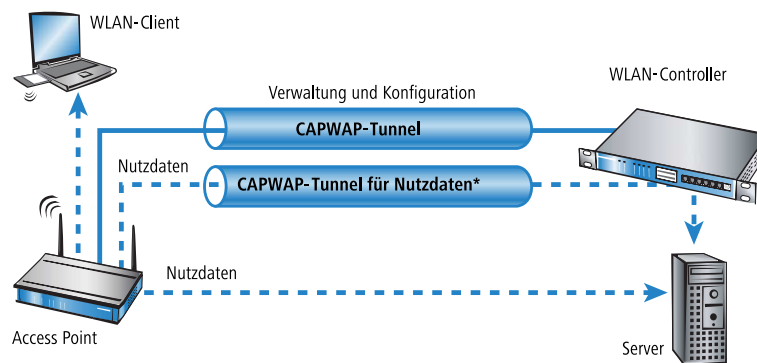 WLAN-Client
Verwaltung und Konfiguration
WLAN-Controller
CAPWAP-Tunnel
Nutzdaten
CAPWAP-Tunnel für Nutzdaten*
Nutzdaten
Access Point
Server